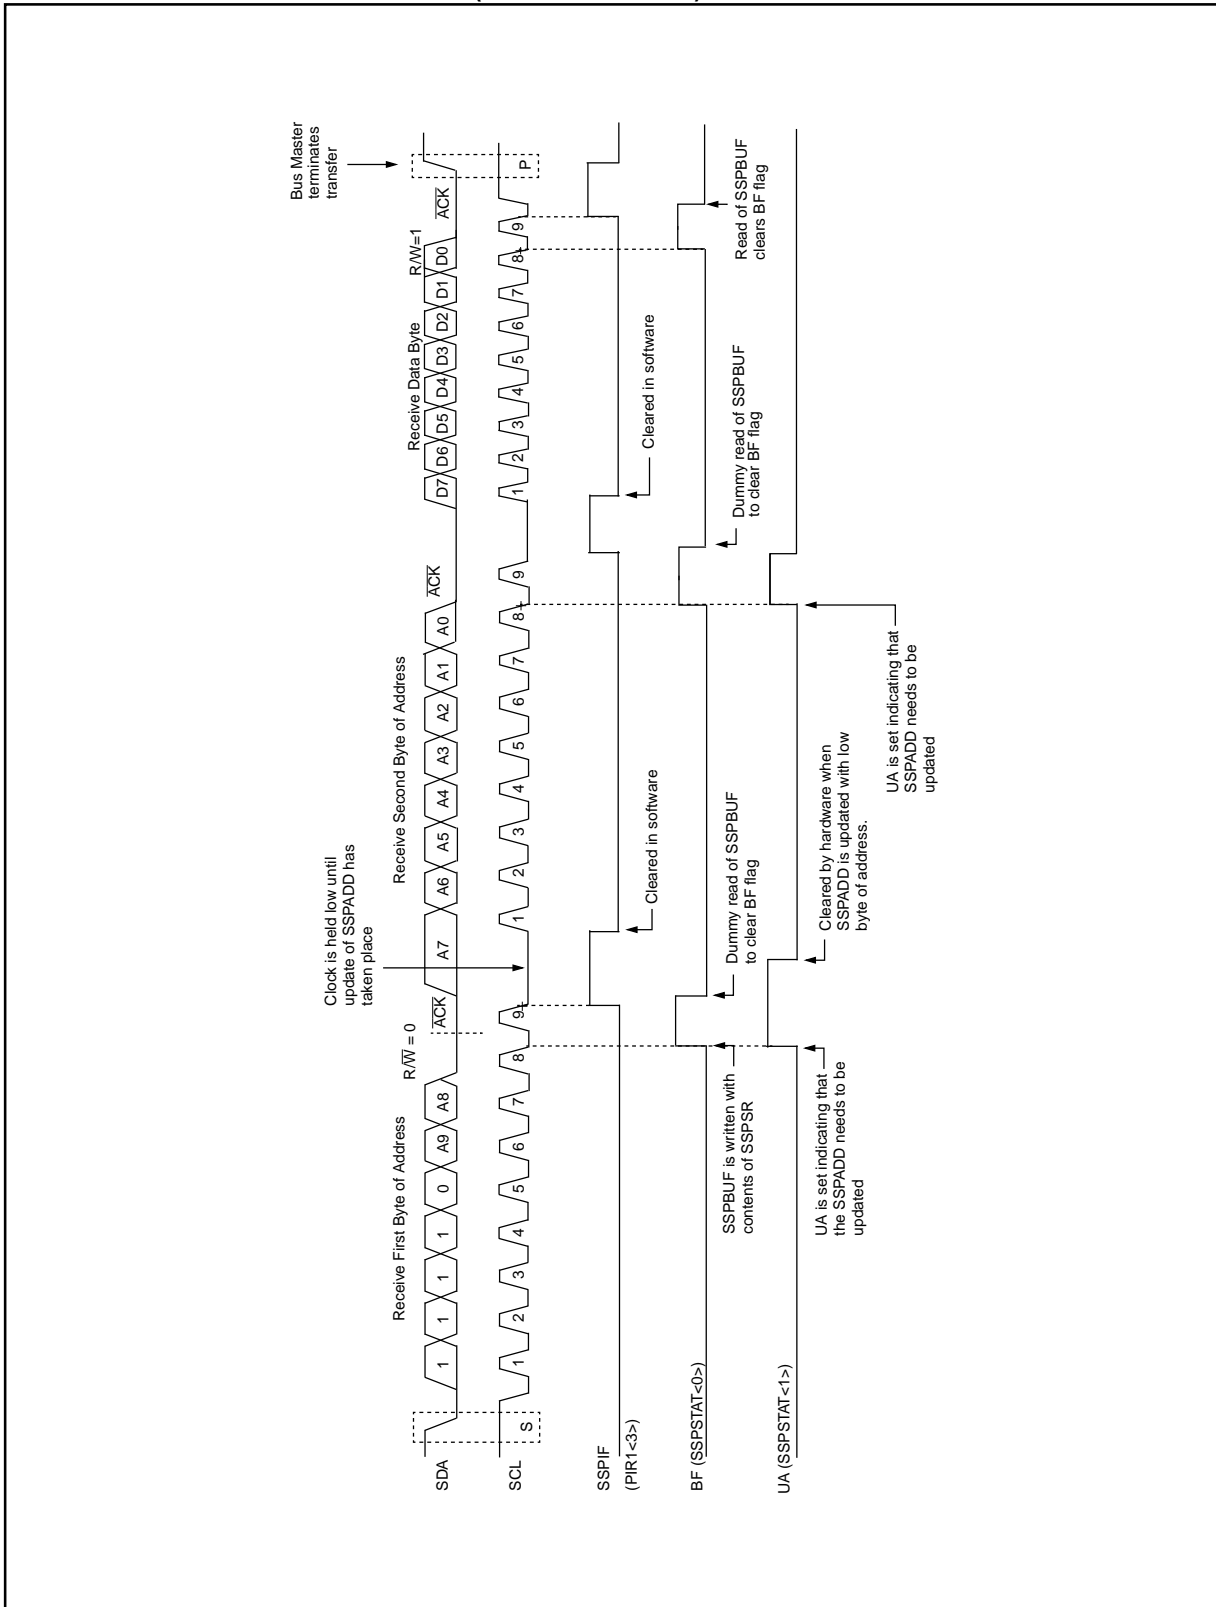 Bus Master
terminates
transfer
Clock is held low until
update of SSPADD has
taken place
Receive First Byte of Address
R/W̅ = 0
Receive Second Byte of Address
Receive Data Byte
R/W=1
SDA
1 1 1 1 0 A9 A8 A̅C̅K̅ A7 A6 A5 A4 A3 A2 A1 A0 A̅C̅K̅ D7 D6 D5 D4 D3 D2 D1 D0 A̅C̅K̅
SCL
S 1 2 3 4 5 6 7 8 9 1 2 3 4 5 6 7 8 9 1 2 3 4 5 6 7 8 9 P
SSPIF
(PIR1<3>)
Cleared in software
Cleared in software
BF (SSPSTAT<0>)
SSPBUF is written with
contents of SSPSR
Dummy read of SSPBUF
to clear BF flag
Dummy read of SSPBUF
to clear BF flag
Read of SSPBUF
clears BF flag
UA (SSPSTAT<1>)
UA is set indicating that
the SSPADD needs to be
updated
Cleared by hardware when
SSPADD is updated with low
byte of address.
UA is set indicating that
SSPADD needs to be
updated